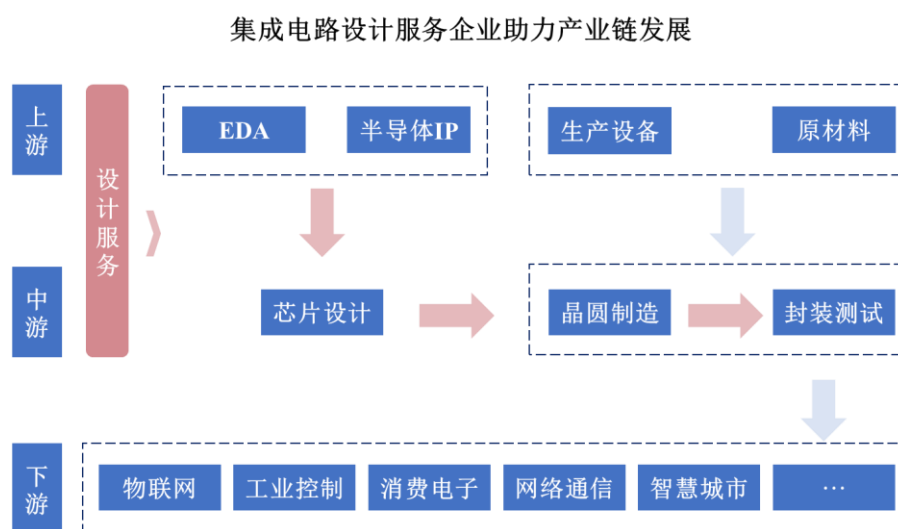 集成电路设计服务企业助力产业链发展
上游
设计服务
EDA
半导体IP
生产设备
原材料
中游
芯片设计
晶圆制造
封装测试
下游
物联网
工业控制
消费电子
网络通信
智慧城市
…